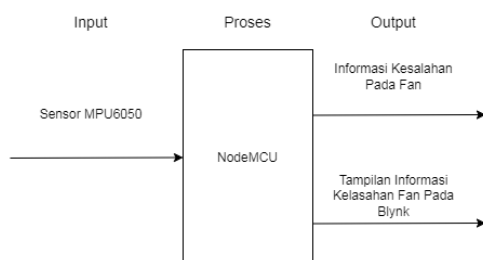 Input
Proses
Output
Sensor MPU6050
NodeMCU
Informasi Kesalahan
Pada Fan
Tampilan Informasi
Kelasahan Fan Pada
Blynk